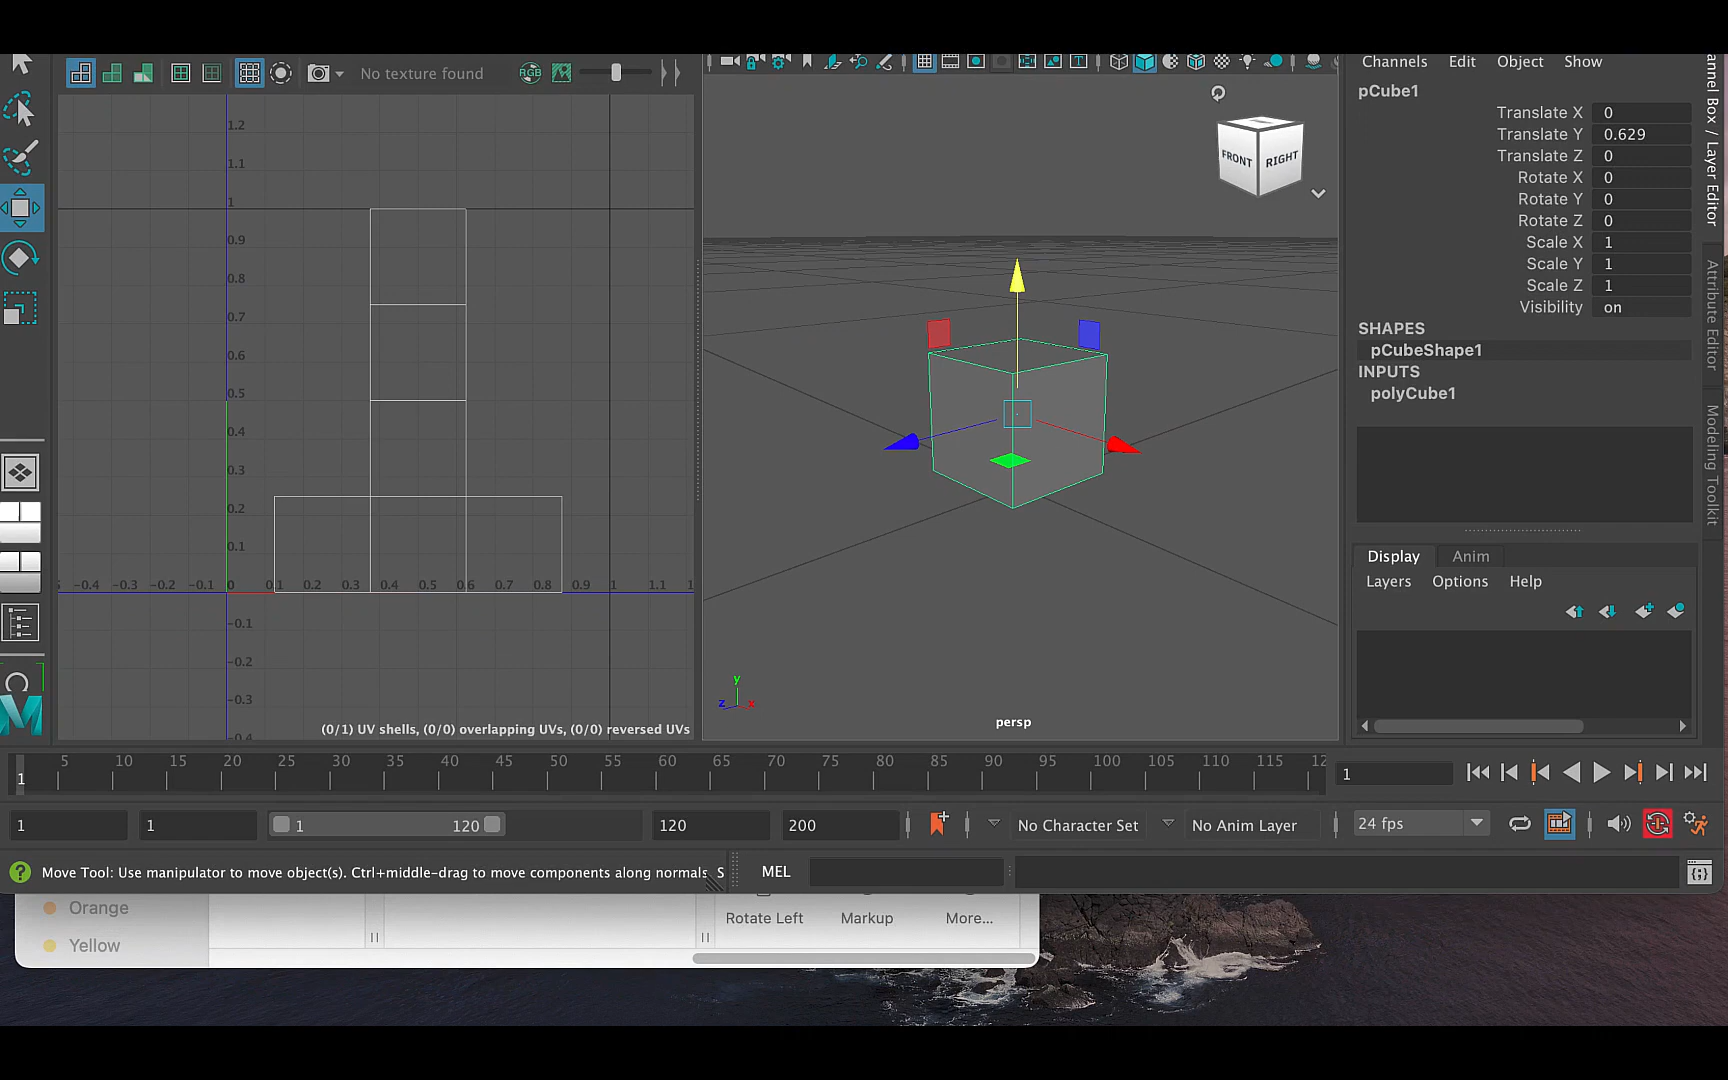 No texture found
RGB
1.2
1.1
1
0.9
0.8
0.7
0.6
0.5
0.4
0.3
0.2
0.1
-0.4 -0.3 -0.2 -0.1 0 0.1 0.2 0.3 0.4 0.5 0.6 0.7 0.8 0.9 1 1.1 1
-0.1
-0.2
-0.3
-0.4
(0/1) UV shells, (0/0) overlapping UVs, (0/0) reversed UVs
FRONT RIGHT
y
z x
persp
Channels Edit Object Show
pCube1
Translate X 0
Translate Y 0.629
Translate Z 0
Rotate X 0
Rotate Y 0
Rotate Z 0
Scale X 1
Scale Y 1
Scale Z 1
Visibility on
SHAPES
pCubeShape1
INPUTS
polyCube1
Display Anim
Layers Options Help
annel Box / Layer Editor
Attribute Editor
Modeling Toolkit
1 5 10 15 20 25 30 35 40 45 50 55 60 65 70 75 80 85 90 95 100 105 110 115 12
1
1 1 1 120 120 200 No Character Set No Anim Layer 24 fps
Move Tool: Use manipulator to move object(s). Ctrl+middle-drag to move components along normals. S MEL
Orange
Yellow
Rotate Left Markup More...